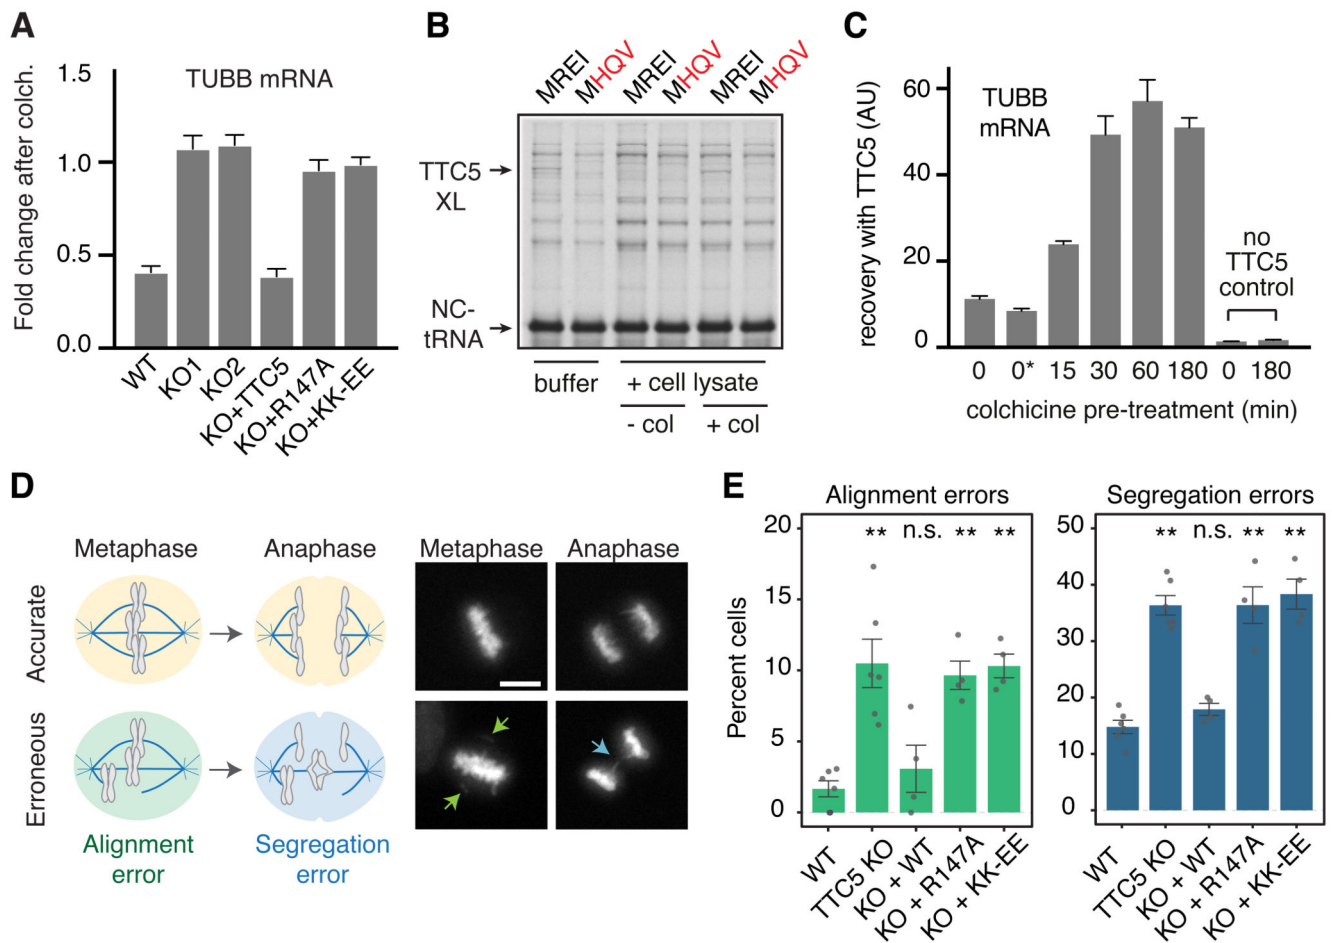 A
Fold change after colch.
1.5
1.0
0.5
0.0
TUBB mRNA
WT
KO1
KO2
KO+TTC5
KO+R147A
KO+KK-EE
B
MREI
MHQV
MREI
MHQV
MREI
MHQV
TTC5
XL
NC-
tRNA
buffer
+ cell lysate
- col
+ col
C
recovery with TTC5 (AU)
60
40
20
0
TUBB
mRNA
no
TTC5
control
0 0* 15 30 60 180 0 180
colchicine pre-treatment (min)
D
Metaphase
Anaphase
Metaphase
Anaphase
Accurate
Erroneous
Alignment
error
Segregation
error
E
Alignment errors
Percent cells
20
15
10
5
0
** n.s. ** **
WT
TTC5 KO
KO + WT
KO + R147A
KO + KK-EE
Segregation errors
50
40
30
20
10
0
** n.s. ** **
WT
TTC5 KO
KO + WT
KO + R147A
KO + KK-EE